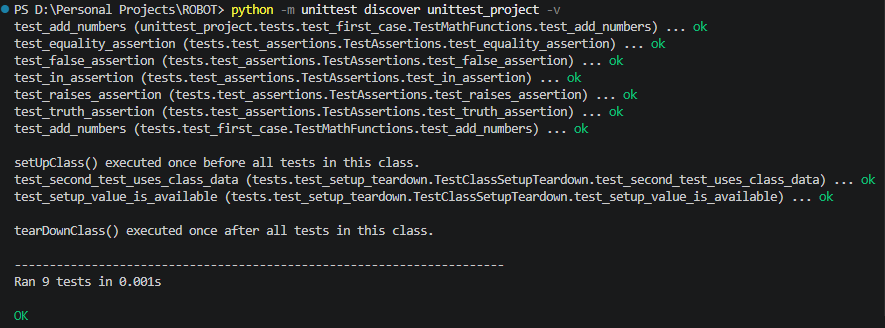 PS D:\Personal Projects\ROBOT> python -m unittest discover unittest_project -v
test_add_numbers (unittest_project.tests.test_first_case.TestMathFunctions.test_add_numbers) ... ok
test_equality_assertion (tests.test_assertions.TestAssertions.test_equality_assertion) ... ok
test_false_assertion (tests.test_assertions.TestAssertions.test_false_assertion) ... ok
test_in_assertion (tests.test_assertions.TestAssertions.test_in_assertion) ... ok
test_raises_assertion (tests.test_assertions.TestAssertions.test_raises_assertion) ... ok
test_truth_assertion (tests.test_assertions.TestAssertions.test_truth_assertion) ... ok
test_add_numbers (tests.test_first_case.TestMathFunctions.test_add_numbers) ... ok

setUpClass() executed once before all tests in this class.
test_second_test_uses_class_data (tests.test_setup_teardown.TestClassSetupTeardown.test_second_test_uses_class_data) ... ok
test_setup_value_is_available (tests.test_setup_teardown.TestClassSetupTeardown.test_setup_value_is_available) ... ok

tearDownClass() executed once after all tests in this class.

----------------------------------------------------------------------
Ran 9 tests in 0.001s

OK